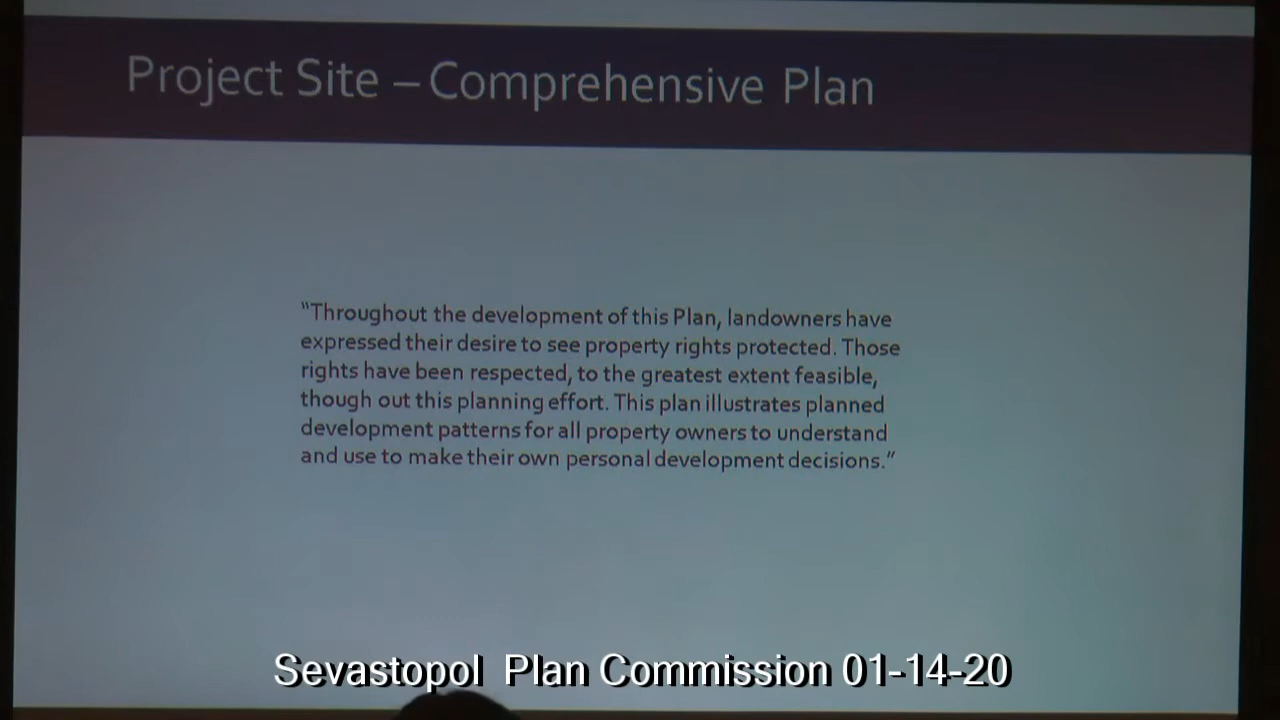 Project Site – Comprehensive Plan
“Throughout the development of this Plan, landowners have
expressed their desire to see property rights protected. Those
rights have been respected, to the greatest extent feasible,
though out this planning effort. This plan illustrates planned
development patterns for all property owners to understand
and use to make their own personal development decisions.”
Sevastopol Plan Commission 01-14-20